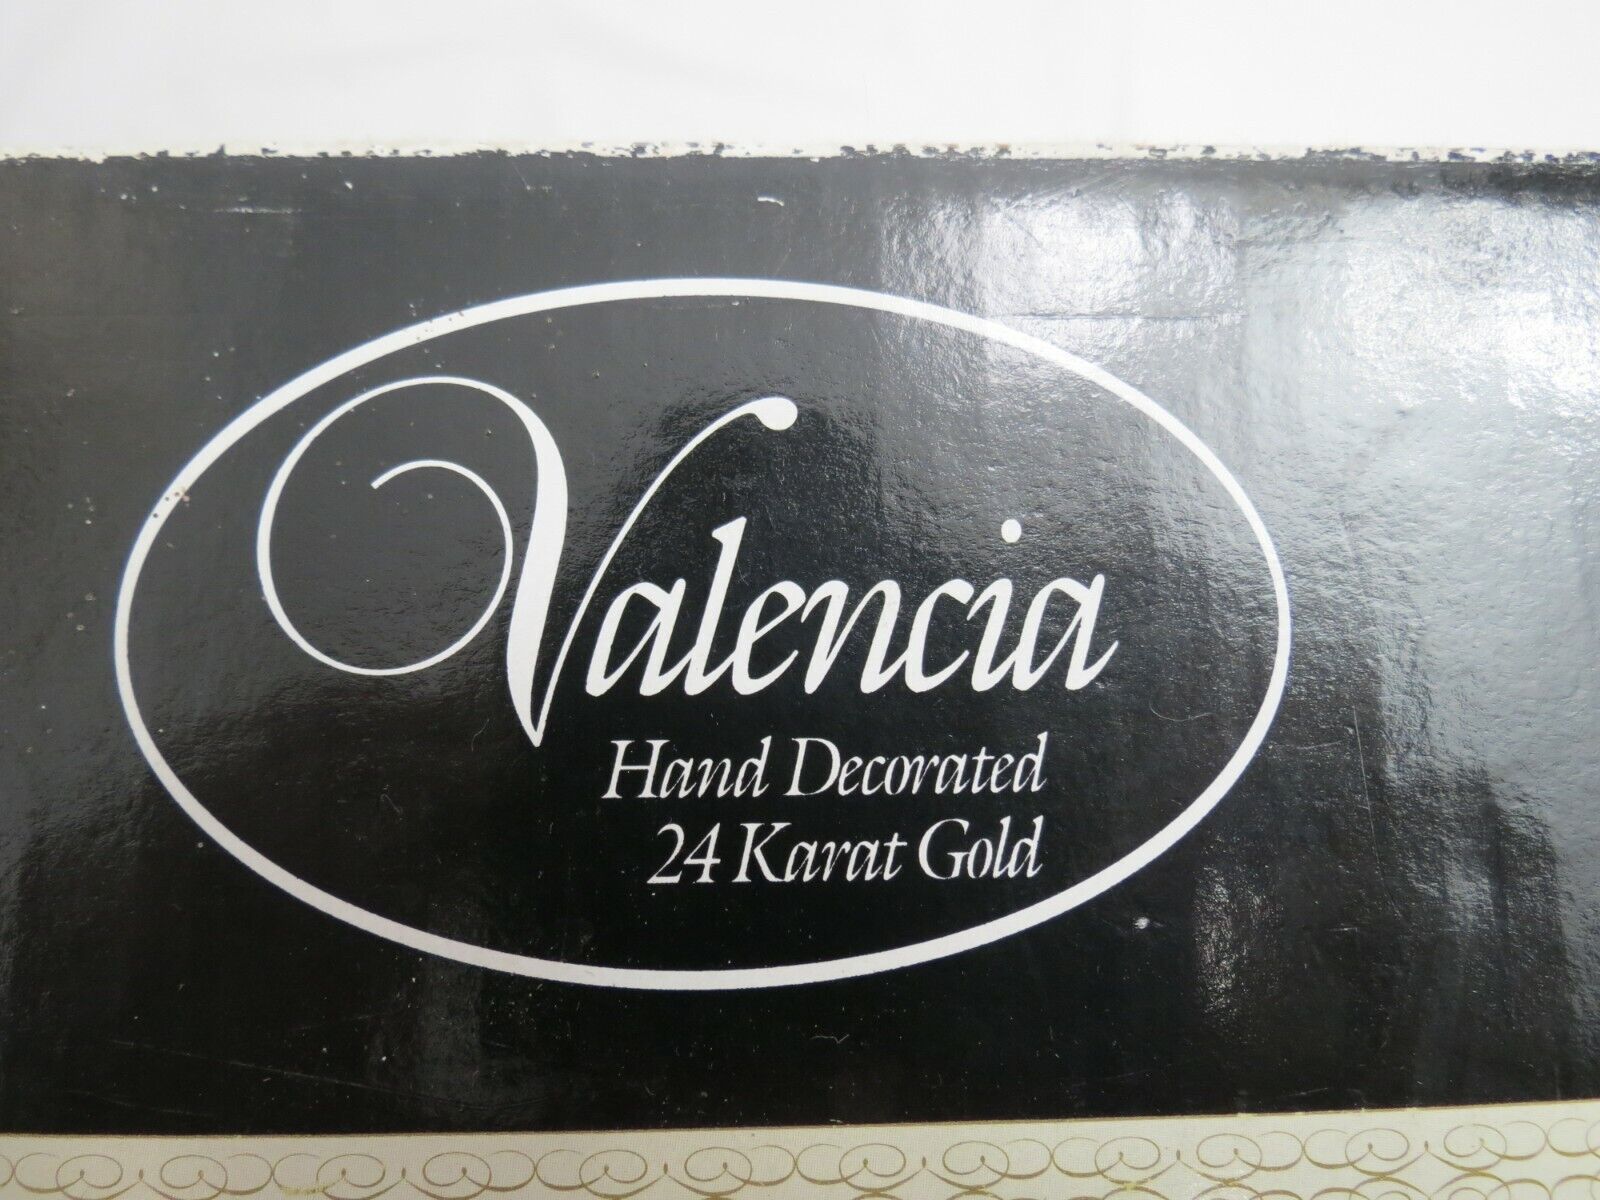 Valencia
Hand Decorated
24 Karat Gold